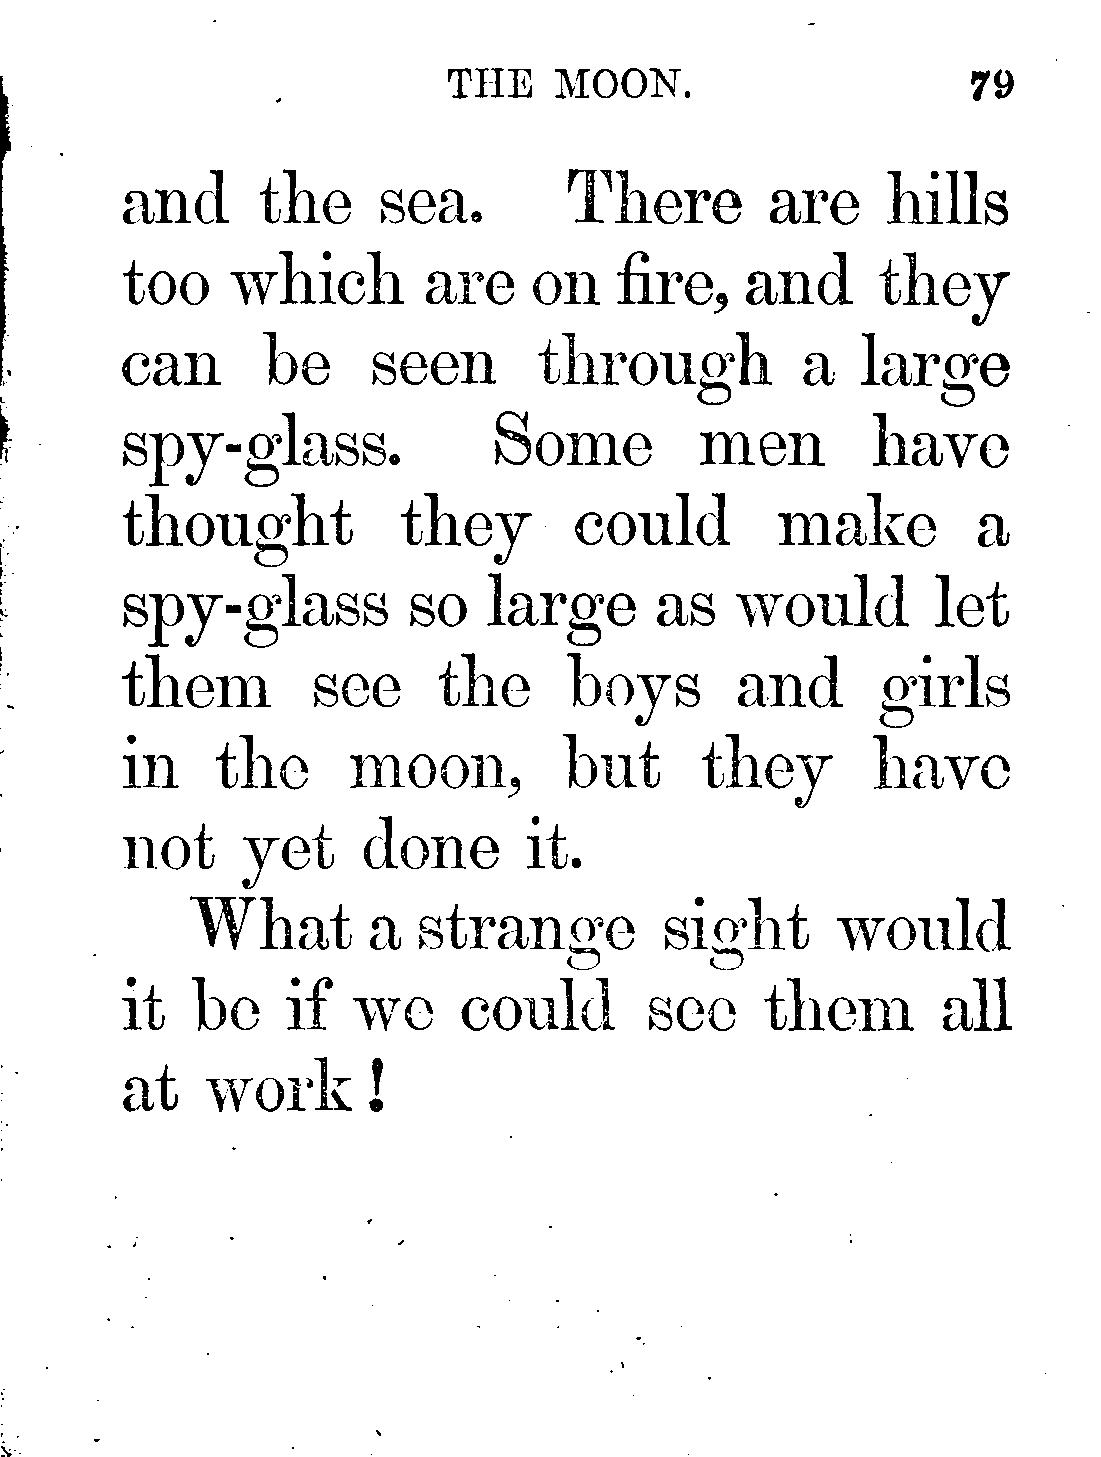 THE MOON. 79
and the sea. There are hills
too which are on fire, and they
can be seen through a large
spy-glass. Some men have
thought they could make a
spy-glass so large as would let
them see the boys and girls
in the moon, but they have
not yet done it.
What a strange sight would
it be if we could see them all
at work!